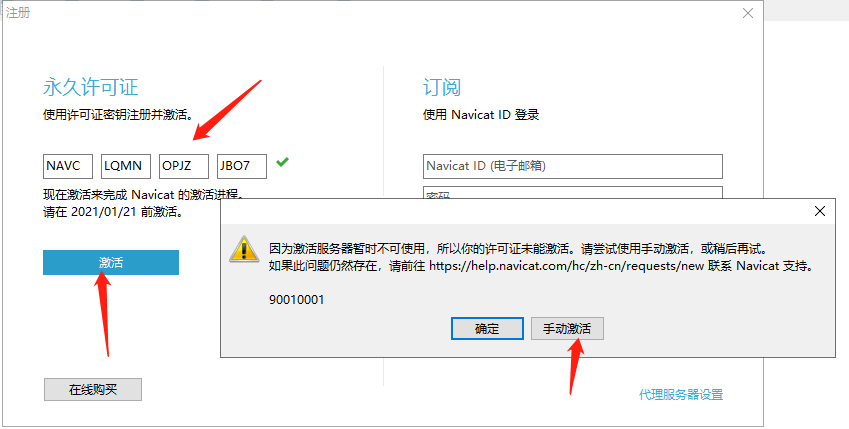 注册
永久许可证
使用许可证密钥注册并激活。
NAVC LQMN OPJZ JBO7
现在激活来完成 Navicat 的激活进程。
请在 2021/01/21 前激活。
激活
在线购买
订阅
使用 Navicat ID 登录
Navicat ID (电子邮箱)
密码
因为激活服务器暂时不可使用，所以你的许可证未能激活。请尝试使用手动激活，或稍后再试。
如果此问题仍然存在，请前往 https://help.navicat.com/hc/zh-cn/requests/new 联系 Navicat 支持。
90010001
确定
手动激活
代理服务器设置